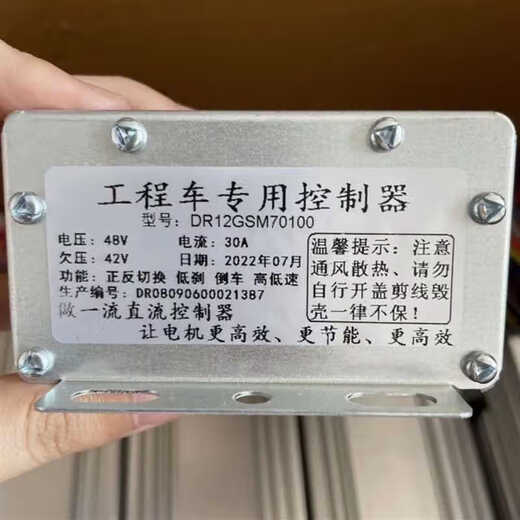 工程车专用控制器
型号: DR12GSM70100
电压: 48V 电流: 30A
欠压: 42V 日期: 2022年07月
功能: 正反切换 低刹 倒车 高低速
生产编号: DR08090600021387
做一流直流控制器
温馨提示: 注意
通风散热、请勿
自行开盖剪线毁
壳一律不保!
让电机更高效、更节能、更高效